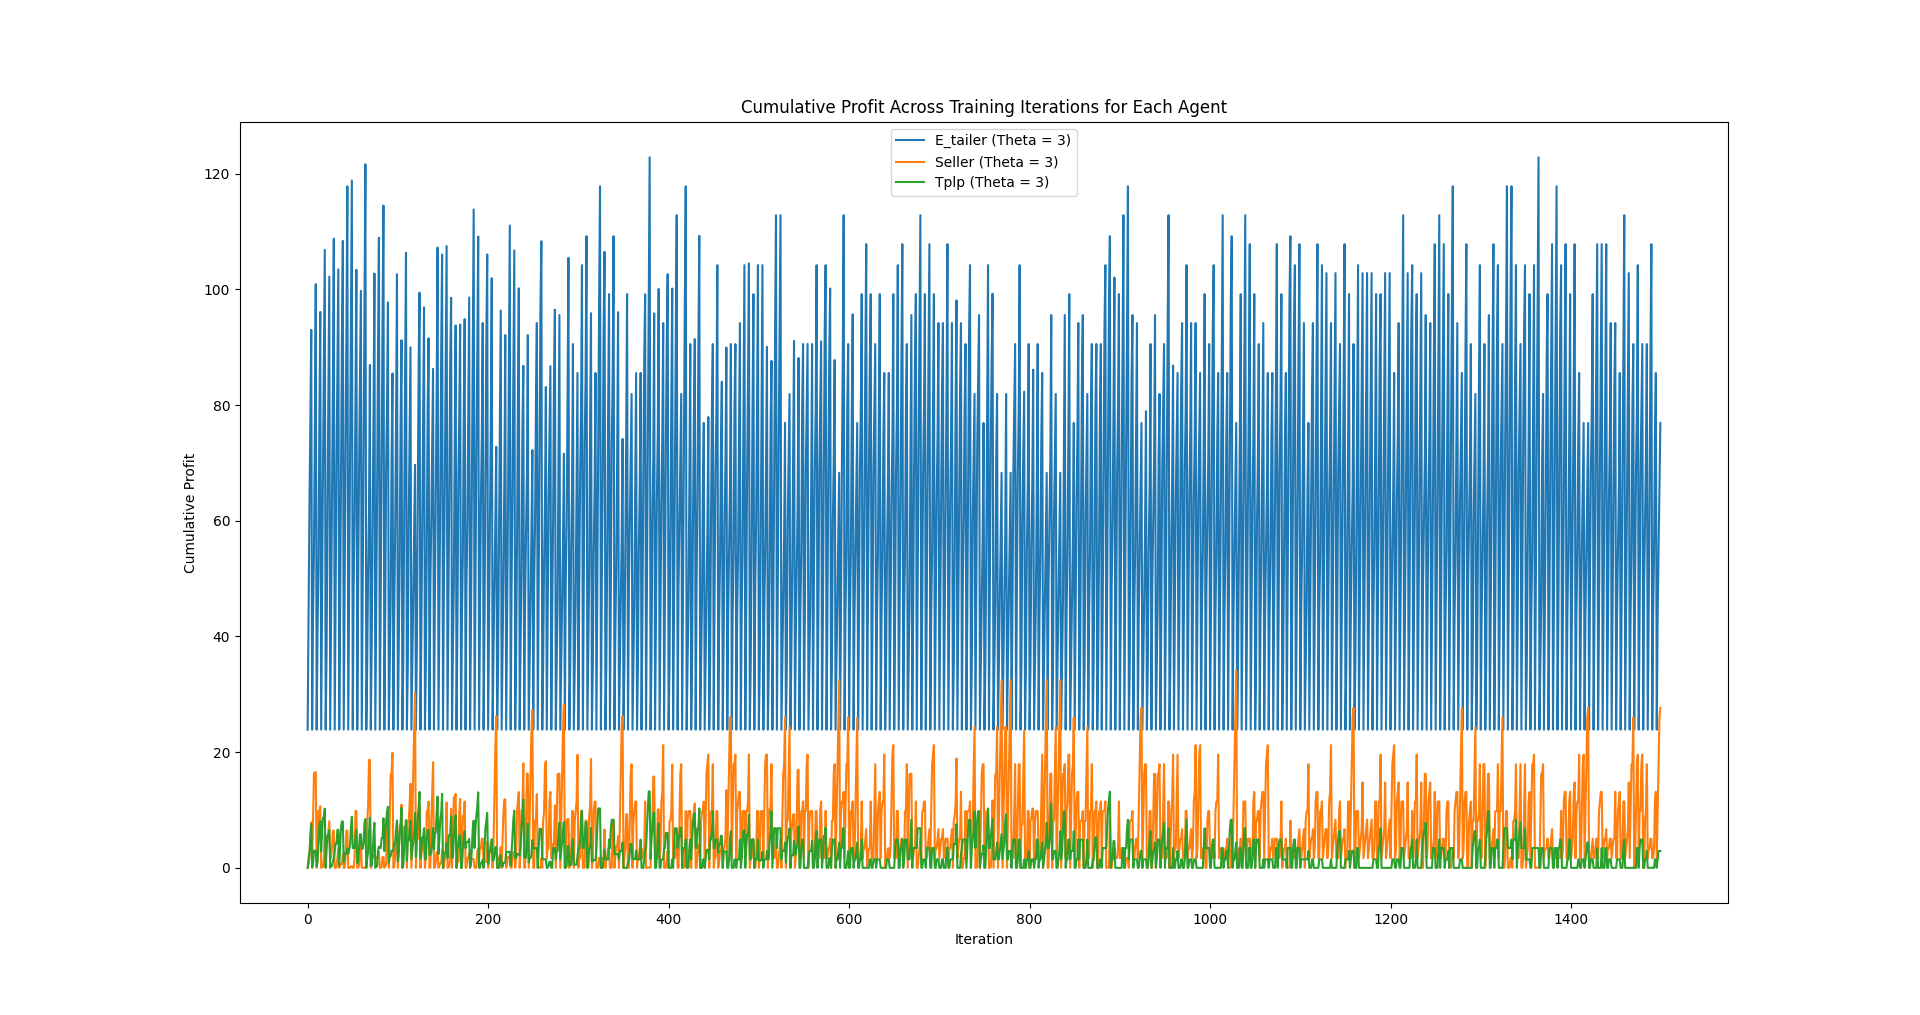 Cumulative Profit Across Training Iterations for Each Agent
E_tailer (Theta = 3)
Seller (Theta = 3)
Tplp (Theta = 3)
Cumulative Profit
120
100
80
60
40
20
0
0 200 400 600 800 1000 1200 1400
Iteration